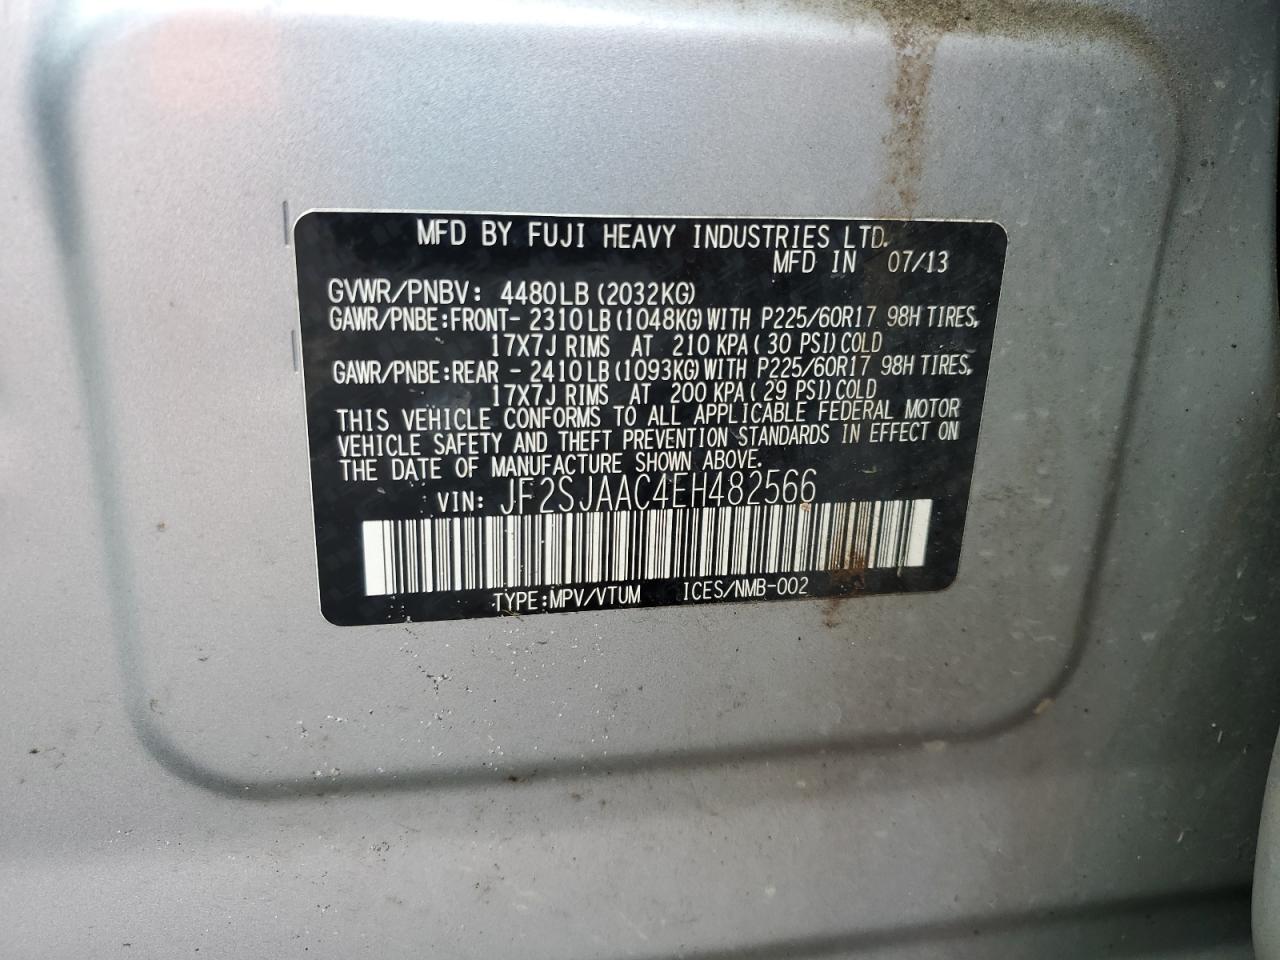 MFD BY FUJI HEAVY INDUSTRIES LTD.
MFD IN 07/13
GVWR/PNBV: 4480LB (2032KG)
GAWR/PNBE:FRONT- 2310LB (1048KG) WITH P225/60R17 98H TIRES,
17X7J RIMS AT 210 KPA ( 30 PSI) COLD
GAWR/PNBE:REAR - 2410LB (1093KG) WITH P225/60R17 98H TIRES,
17X7J RIMS AT 200 KPA ( 29 PSI) COLD
THIS VEHICLE CONFORMS TO ALL APPLICABLE FEDERAL MOTOR
VEHICLE SAFETY AND THEFT PREVENTION STANDARDS IN EFFECT ON
THE DATE OF MANUFACTURE SHOWN ABOVE.
VIN: JF2SJAAC4EH482566
TYPE:MPV/VTUM ICES/NMB-002